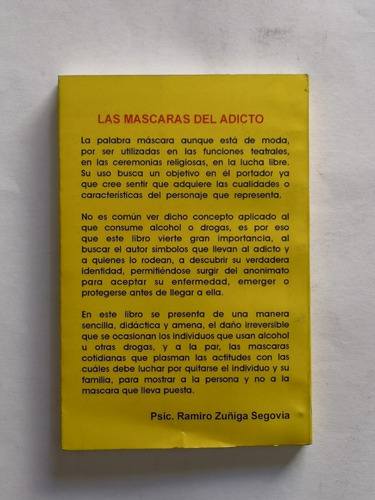 LAS MASCARAS DEL ADICTO
La palabra máscara aunque está de moda,
por ser utilizadas en las funciones teatrales,
en las ceremonias religiosas, en la lucha libre.
Su uso busca un objetivo en él portador ya
que cree sentir que adquiere las cualidades o
características del personaje que representa.
No es común ver dicho concepto aplicado al
que consume alcohol o drogas, es por eso
que este libro vierte gran importancia, al
buscar el autor símbolos que llevan al adicto y
a quienes lo rodean, a descubrir su verdadera
identidad, permitiéndose surgir del anonimato
para aceptar su enfermedad, emerger o
protegerse antes de llegar a ella.
En este libro se presenta de una manera
sencilla, didáctica y amena, el daño irreversible
que se ocasionan los individuos que usan alcohol
u otras drogas, y a la par, las mascaras
cotidianas que plasman las actitudes con las
cuáles debe luchar por quitarse el individuo y su
familia, para mostrar a la persona y no a la
mascara que lleva puesta.
Psic. Ramiro Zuñiga Segovia